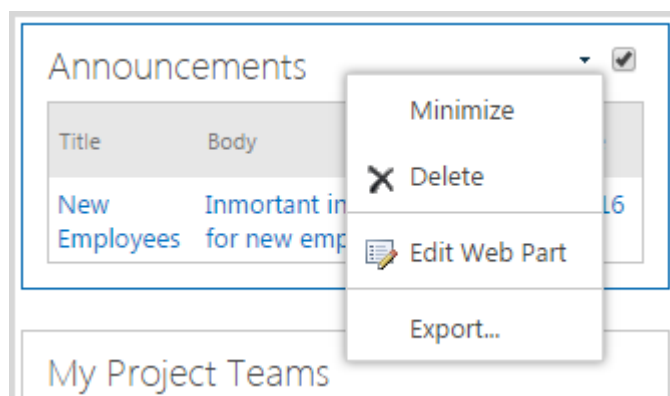 Announcements
Minimize
Title Body
Delete
New Inmortant in 16
Employees for new emp
Edit Web Part
Export...
My Project Teams